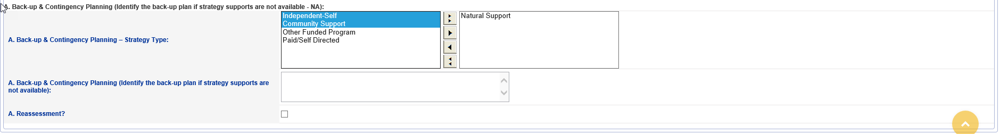 A. Back-up & Contingency Planning (Identify the back-up plan if strategy supports are not available - NA):
A. Back-up & Contingency Planning – Strategy Type:
Independent-Self
Community Support
Other Funded Program
Paid/Self Directed
Natural Support
A. Back-up & Contingency Planning (Identify the back-up plan if strategy supports are
not available):
A. Reassessment?